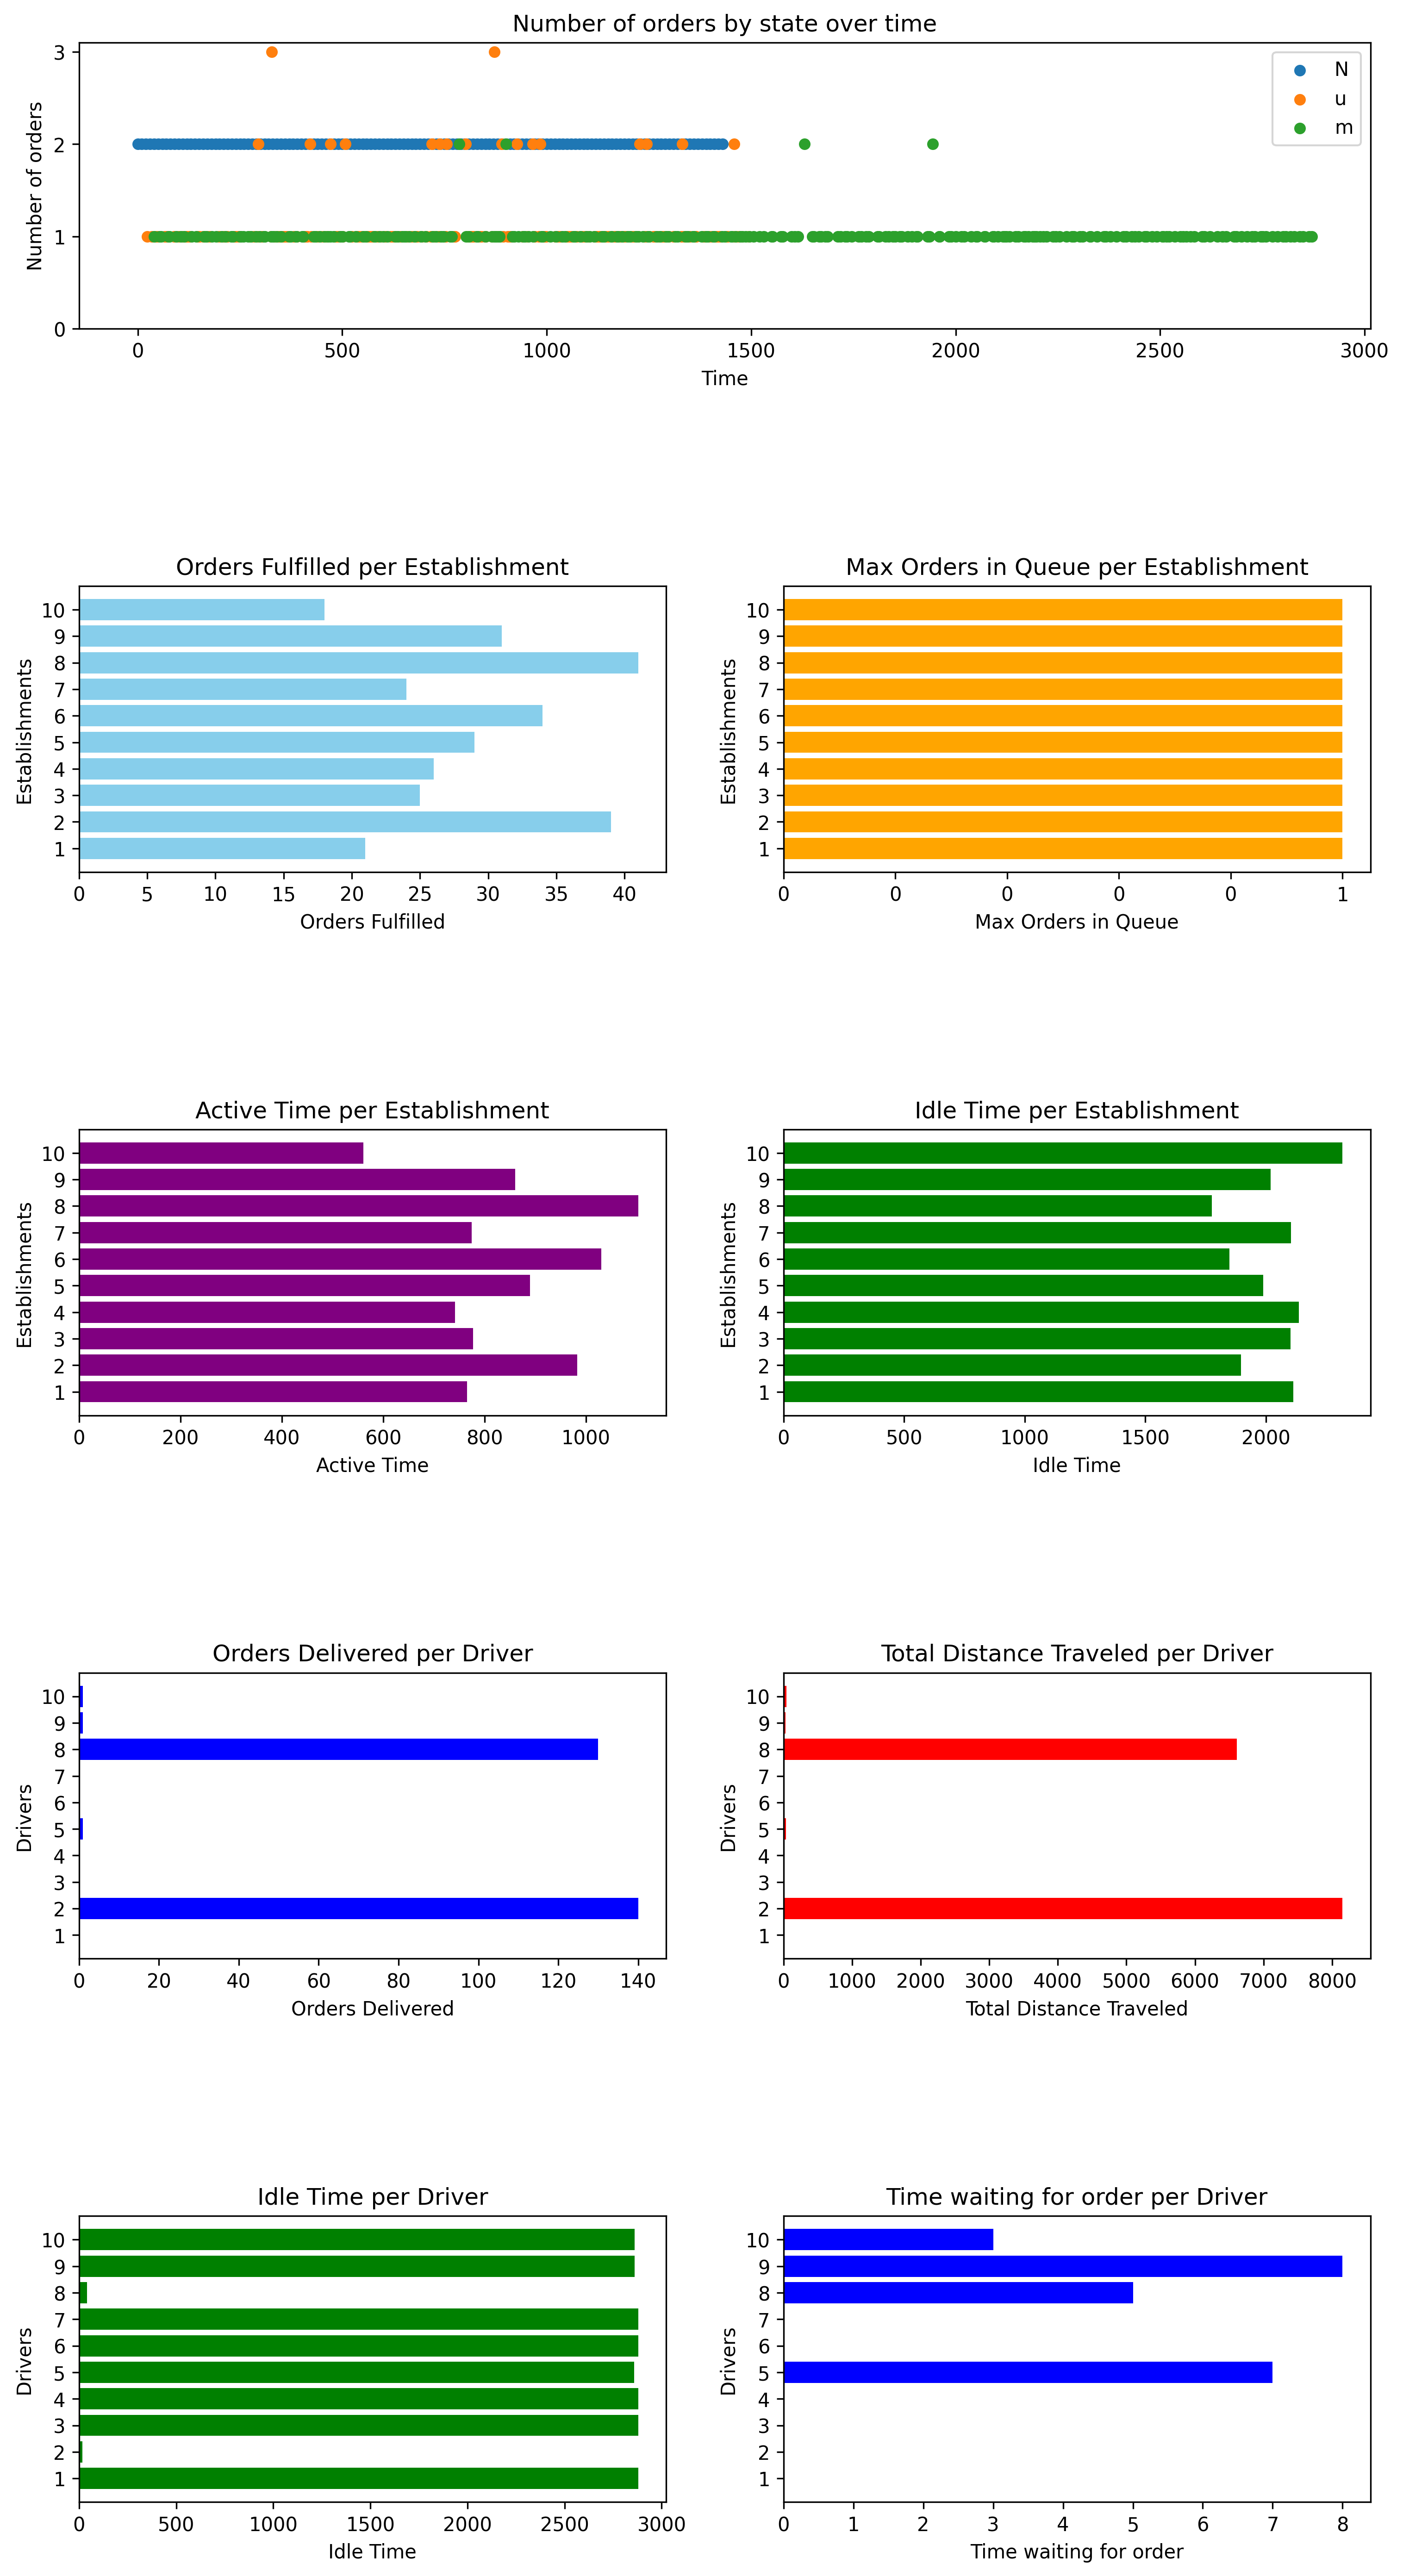 Number of orders by state over time
Number of orders
3
2
1
0
N
u
m
0 500 1000 1500 2000 2500 3000
Time
Orders Fulfilled per Establishment
Establishments
10
9
8
7
6
5
4
3
2
1
0 5 10 15 20 25 30 35 40
Orders Fulfilled
Max Orders in Queue per Establishment
Establishments
10
9
8
7
6
5
4
3
2
1
0 0 0 0 0 1
Max Orders in Queue
Active Time per Establishment
Establishments
10
9
8
7
6
5
4
3
2
1
0 200 400 600 800 1000
Active Time
Idle Time per Establishment
Establishments
10
9
8
7
6
5
4
3
2
1
0 500 1000 1500 2000
Idle Time
Orders Delivered per Driver
Drivers
10
9
8
7
6
5
4
3
2
1
0 20 40 60 80 100 120 140
Orders Delivered
Total Distance Traveled per Driver
Drivers
10
9
8
7
6
5
4
3
2
1
0 1000 2000 3000 4000 5000 6000 7000 8000
Total Distance Traveled
Idle Time per Driver
Drivers
10
9
8
7
6
5
4
3
2
1
0 500 1000 1500 2000 2500 3000
Idle Time
Time waiting for order per Driver
Drivers
10
9
8
7
6
5
4
3
2
1
0 1 2 3 4 5 6 7 8
Time waiting for order